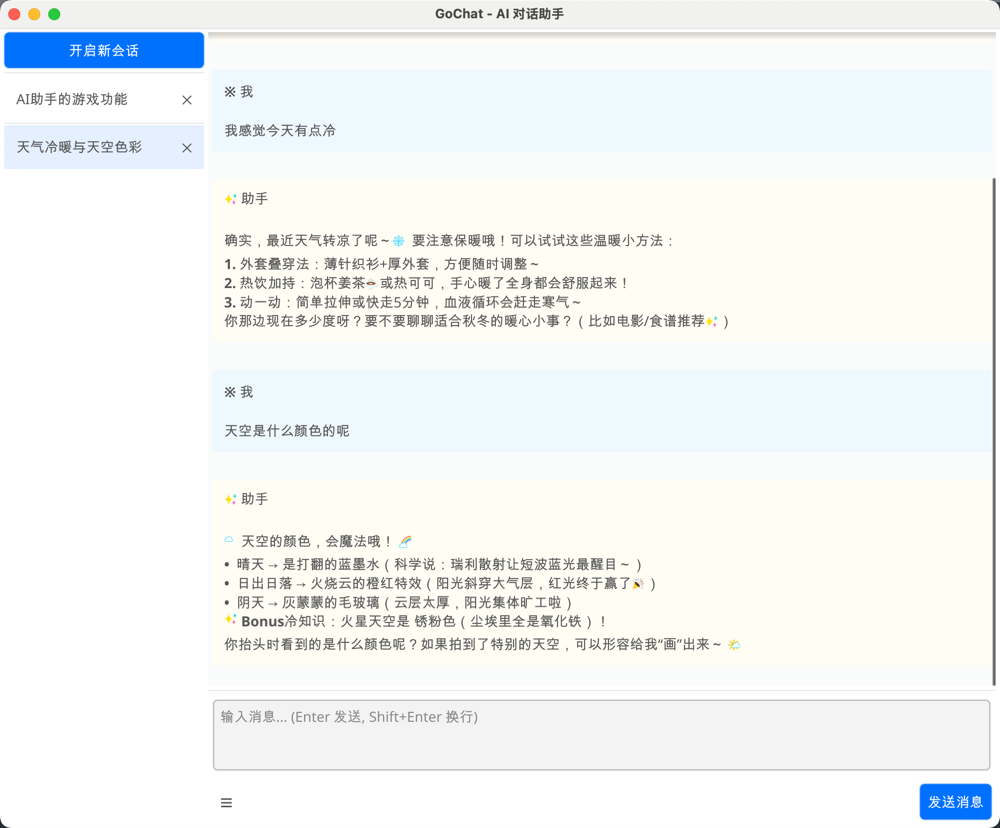 GoChat - AI 对话助手
开启新会话
AI助手的游戏功能
天气冷暖与天空色彩
※ 我
我感觉今天有点冷
✨ 助手
确实，最近天气转凉了呢～❄️ 要注意保暖哦！可以试试这些温暖小方法：
1. 外套叠穿法：薄针织衫+厚外套，方便随时调整～
2. 热饮加持：泡杯姜茶☕或热可可，手心暖了全身都会舒服起来！
3. 动一动：简单拉伸或快走5分钟，血液循环会赶走寒气～
你那边现在多少度呀？要不要聊聊适合秋冬的暖心小事？（比如电影/食谱推荐✨）
※ 我
天空是什么颜色的呢
✨ 助手
☁️ 天空的颜色，会魔法哦！🌈
• 晴天 → 是打翻的蓝墨水（科学说：瑞利散射让短波蓝光最醒目～）
• 日出日落 → 火烧云的橙红特效（阳光斜穿大气层，红光终于赢了🎉）
• 阴天 → 灰蒙蒙的毛玻璃（云层太厚，阳光集体旷工啦）
✨ Bonus冷知识：火星天空是 锈粉色（尘埃里全是氧化铁）！
你抬头时看到的是什么颜色呢？如果拍到了特别的天空，可以形容给我“画”出来～ 🌤️
输入消息... (Enter 发送, Shift+Enter 换行)
发送消息